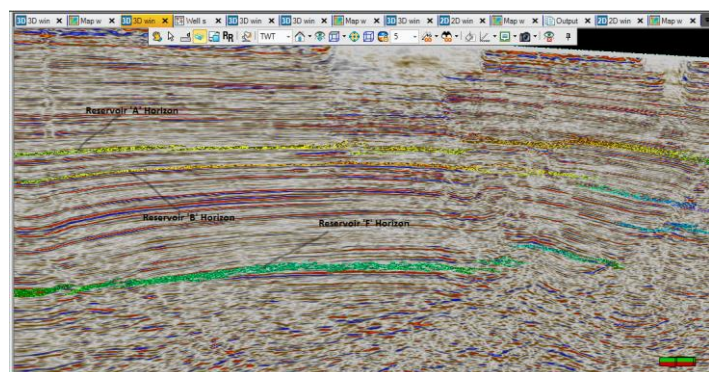 3D win Map w 3D win Well s 3D win 3D win Map w 3D win 2D win Map w Output 2D win Map w
TWT 5
Reservoir 'A' Horizon
Reservoir 'B' Horizon
Reservoir 'F' Horizon